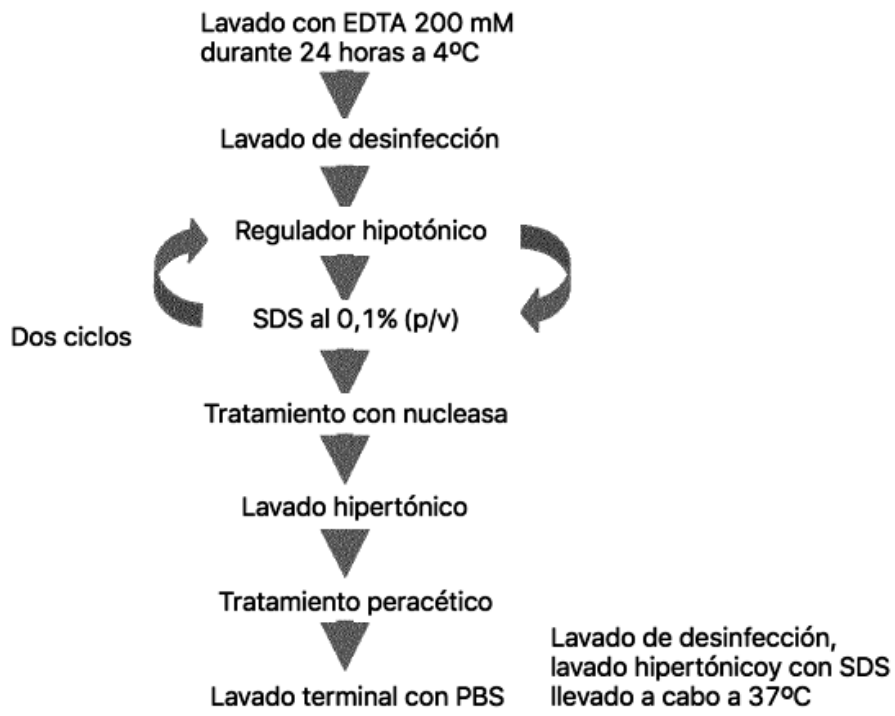 Lavado con EDTA 200 mM
durante 24 horas a 4ºC
Lavado de desinfección
Regulador hipotónico
SDS al 0,1% (p/v)
Dos ciclos
Tratamiento con nucleasa
Lavado hipertónico
Tratamiento peracético
Lavado terminal con PBS
Lavado de desinfección,
lavado hipertónicoy con SDS
llevado a cabo a 37ºC